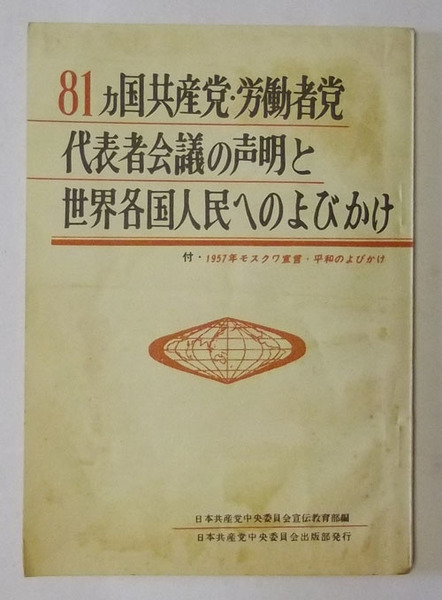 81ヵ国共産党・労働者党
代表者会議の声明と
世界各国人民へのよびかけ
付・1957年モスクワ宣言・平和のよびかけ
日本共産党中央委員会宣伝教育部編
日本共産党中央委員会出版部発行